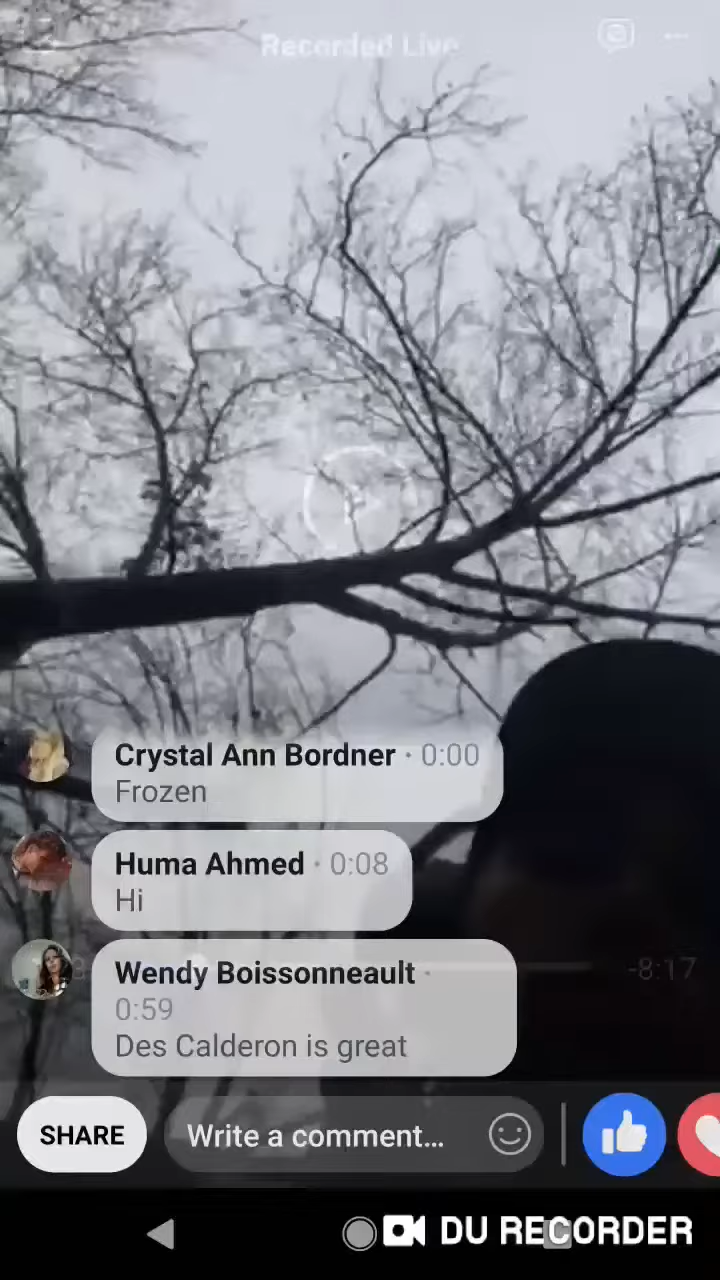 Recorded Live
Crystal Ann Bordner · 0:00
Frozen
Huma Ahmed · 0:08
Hi
Wendy Boissonneault ·
0:59
-8:17
Des Calderon is great
SHARE
Write a comment...
DU RECORDER